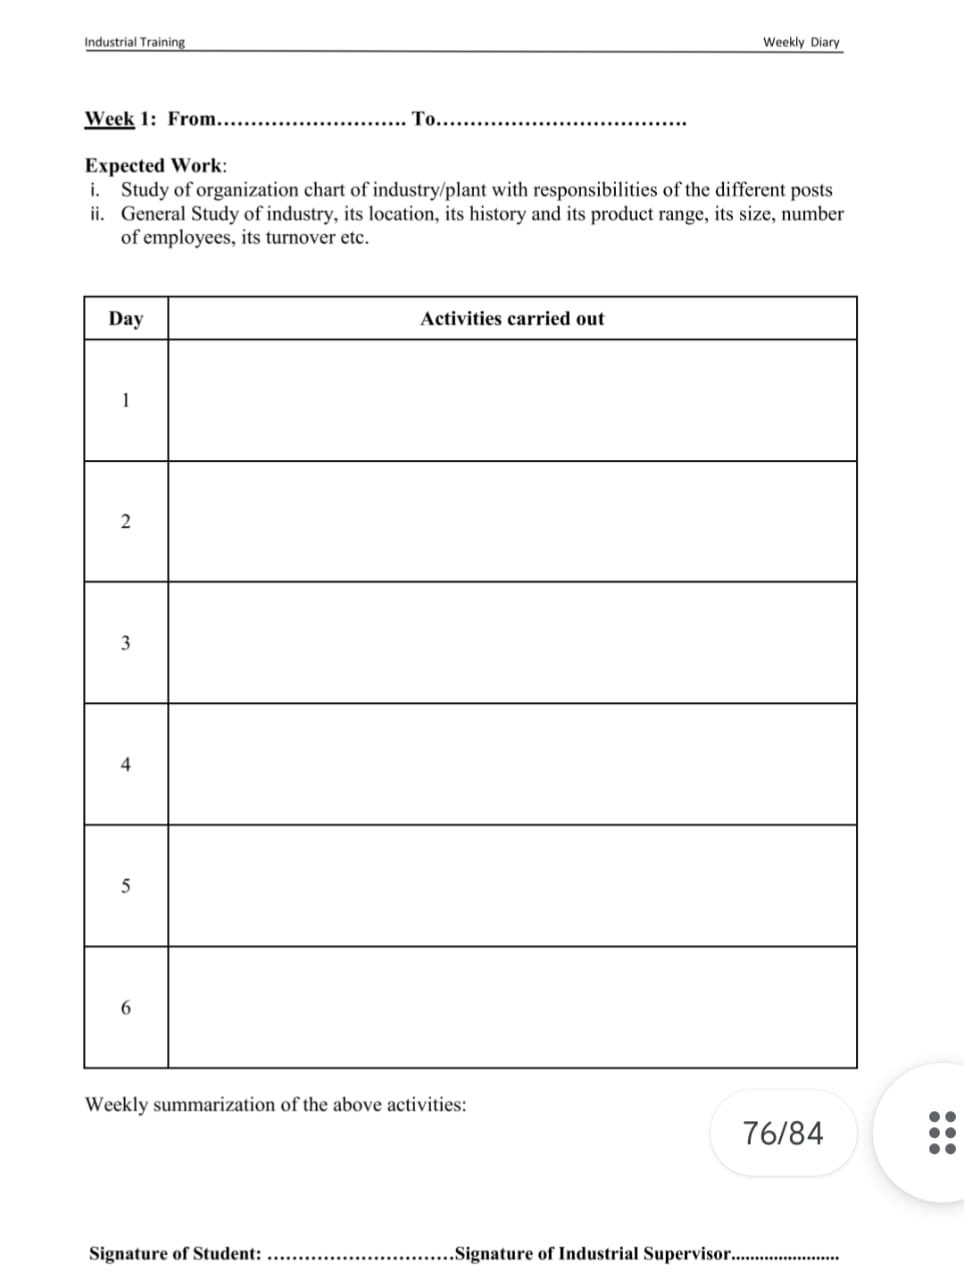 Industrial Training Weekly Diary
Week 1: From............................ To.....................................
Expected Work:
i. Study of organization chart of industry/plant with responsibilities of the different posts
ii. General Study of industry, its location, its history and its product range, its size, number
of employees, its turnover etc.
Day Activities carried out
1
2
3
4
5
6
Weekly summarization of the above activities:
76/84
Signature of Student: ..............................Signature of Industrial Supervisor.......................